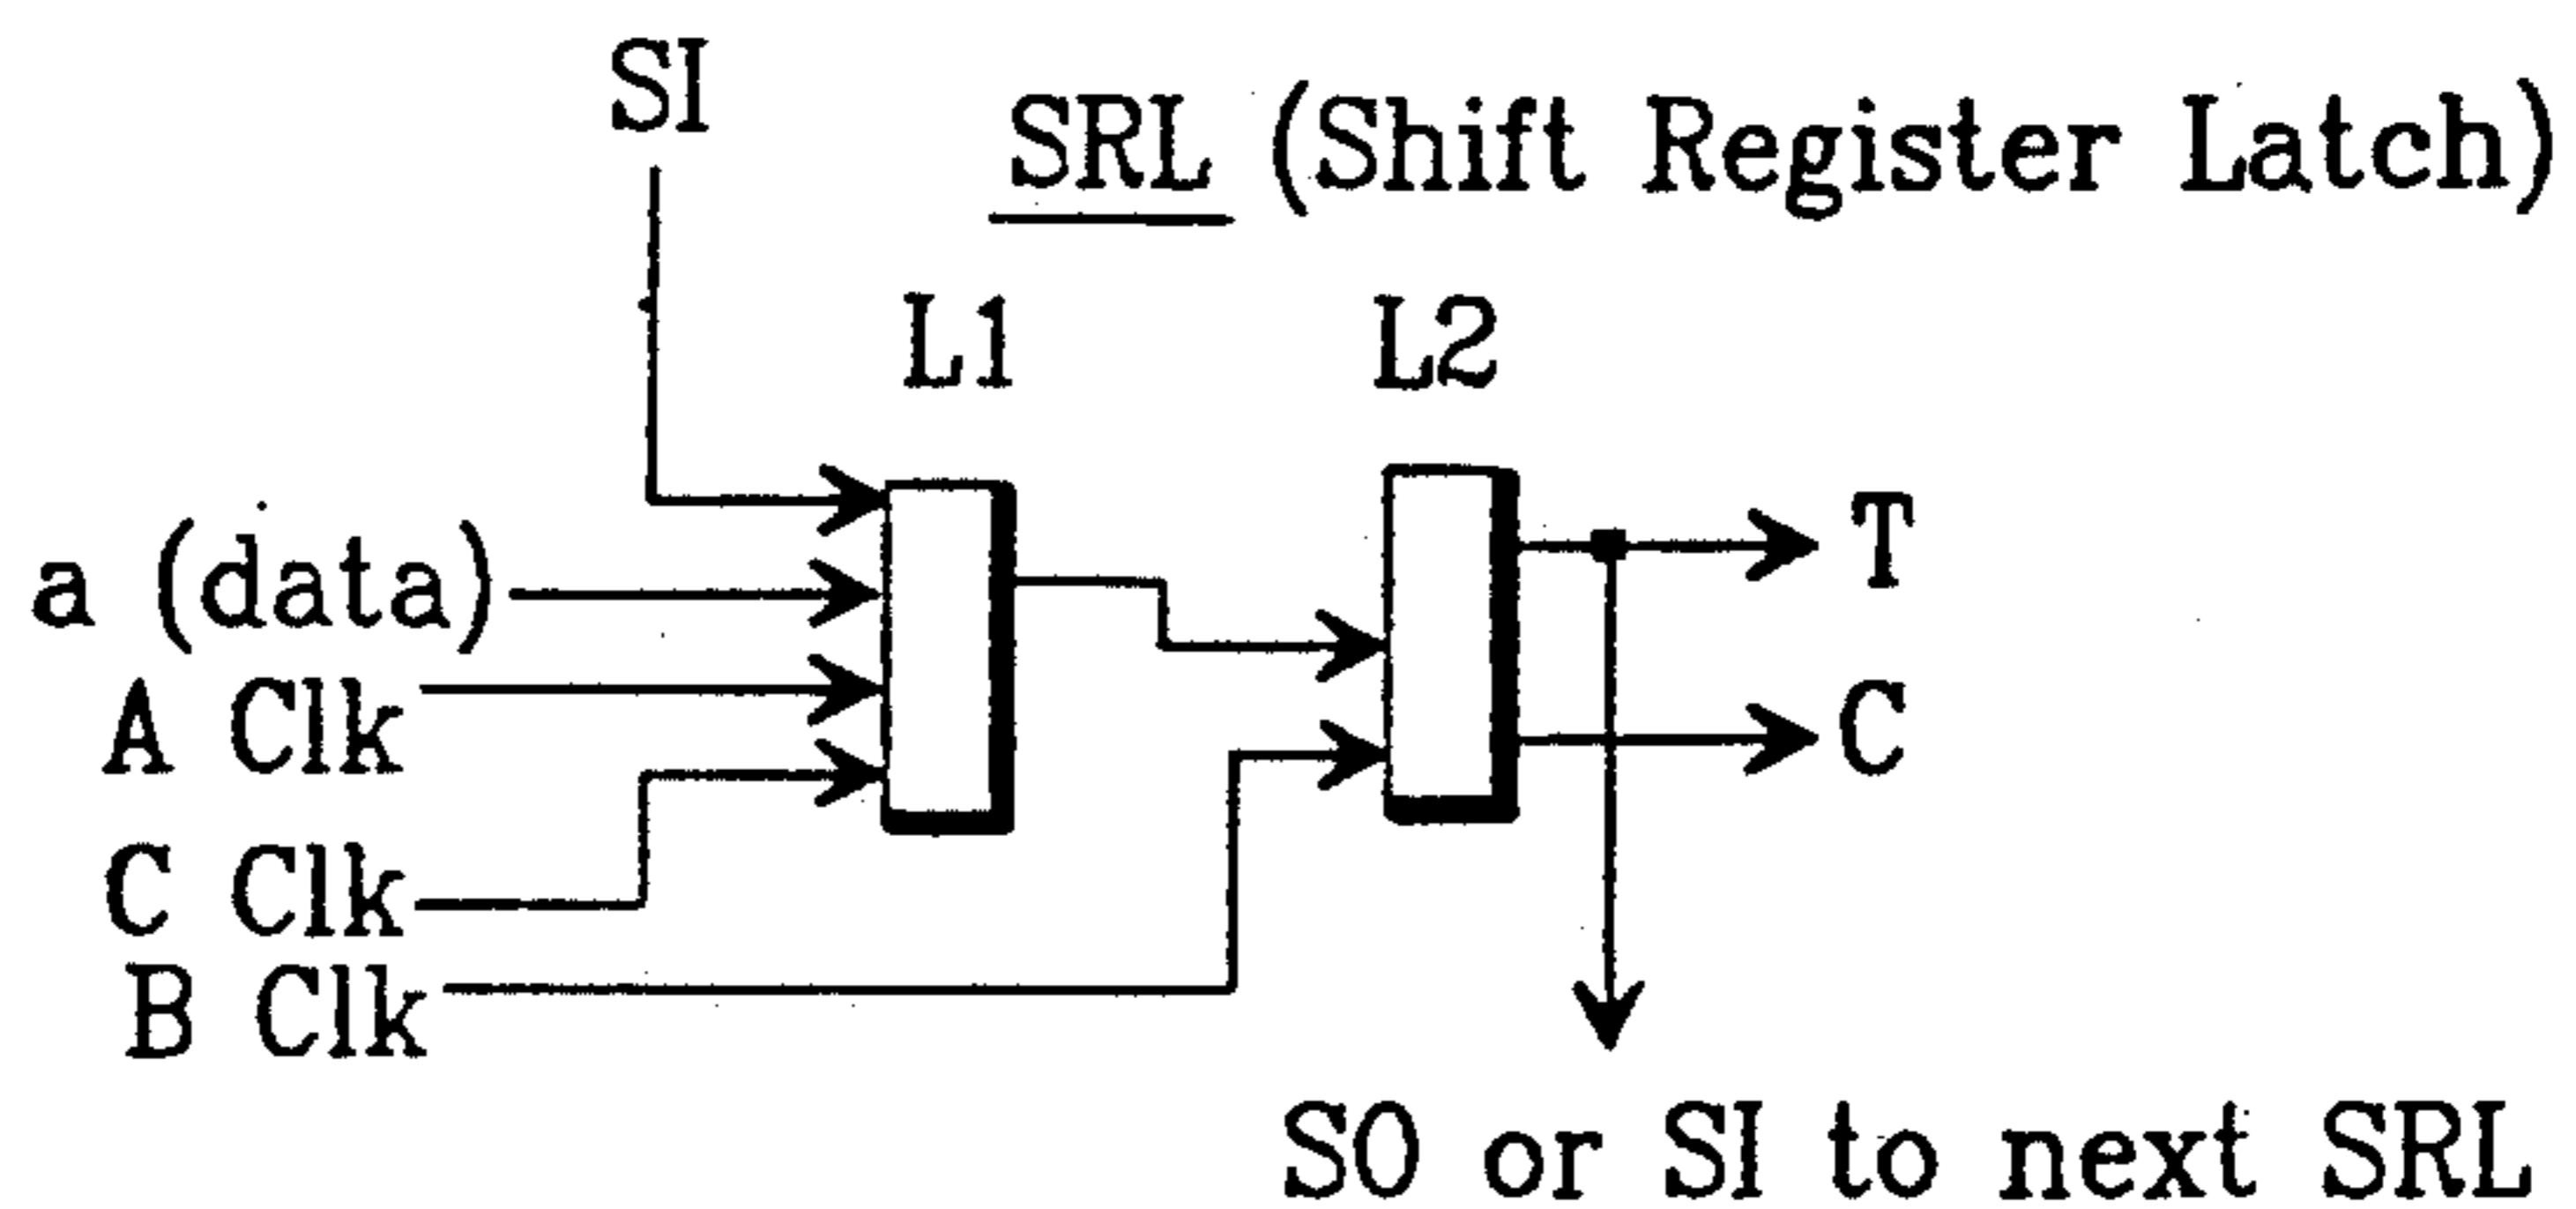 SI
SRL (Shift Register Latch)
L1
L2
a (data)
A Clk
C Clk
B Clk
T
C
SO or SI to next SRL